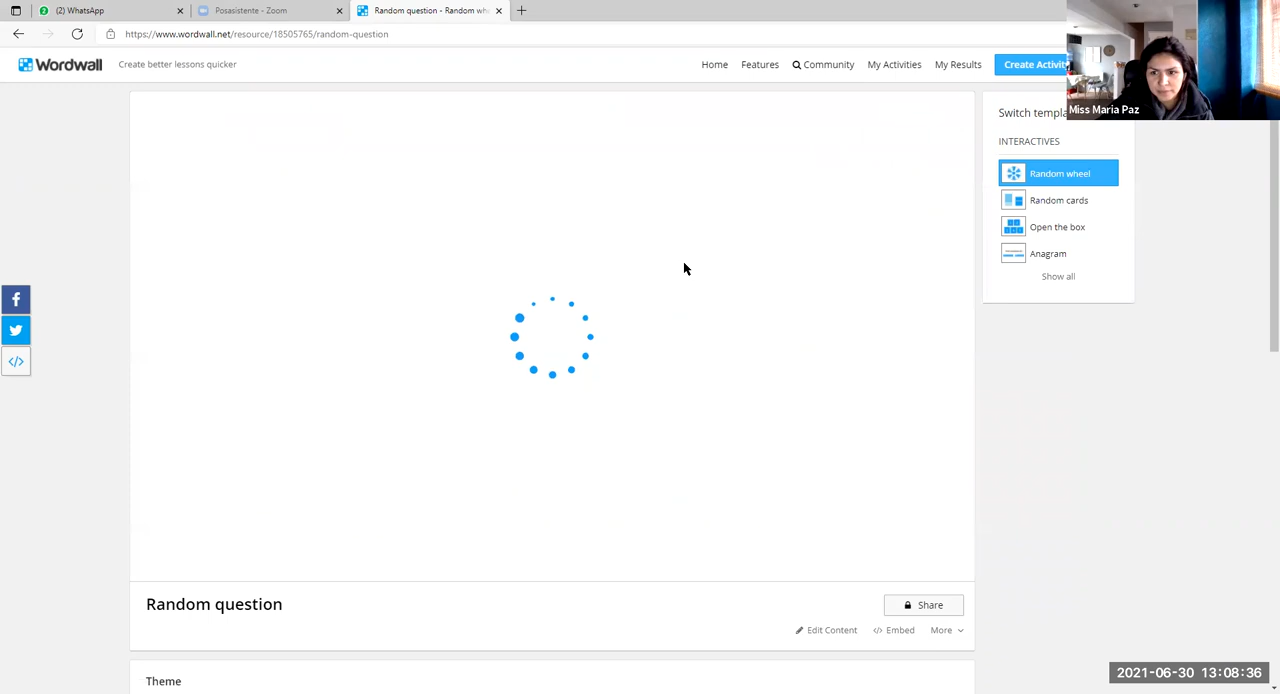 (2) WhatsApp
Posasistente - Zoom
Random question - Random whe
https://www.wordwall.net/resource/18505765/random-question
Wordwall
Create better lessons quicker
Home
Features
Community
My Activities
My Results
Create Activit
Miss Maria Paz
Switch templa
INTERACTIVES
Random wheel
Random cards
Open the box
Anagram
Show all
Random question
Share
Edit Content
Embed
More
Theme
2021-06-30 13:08:36